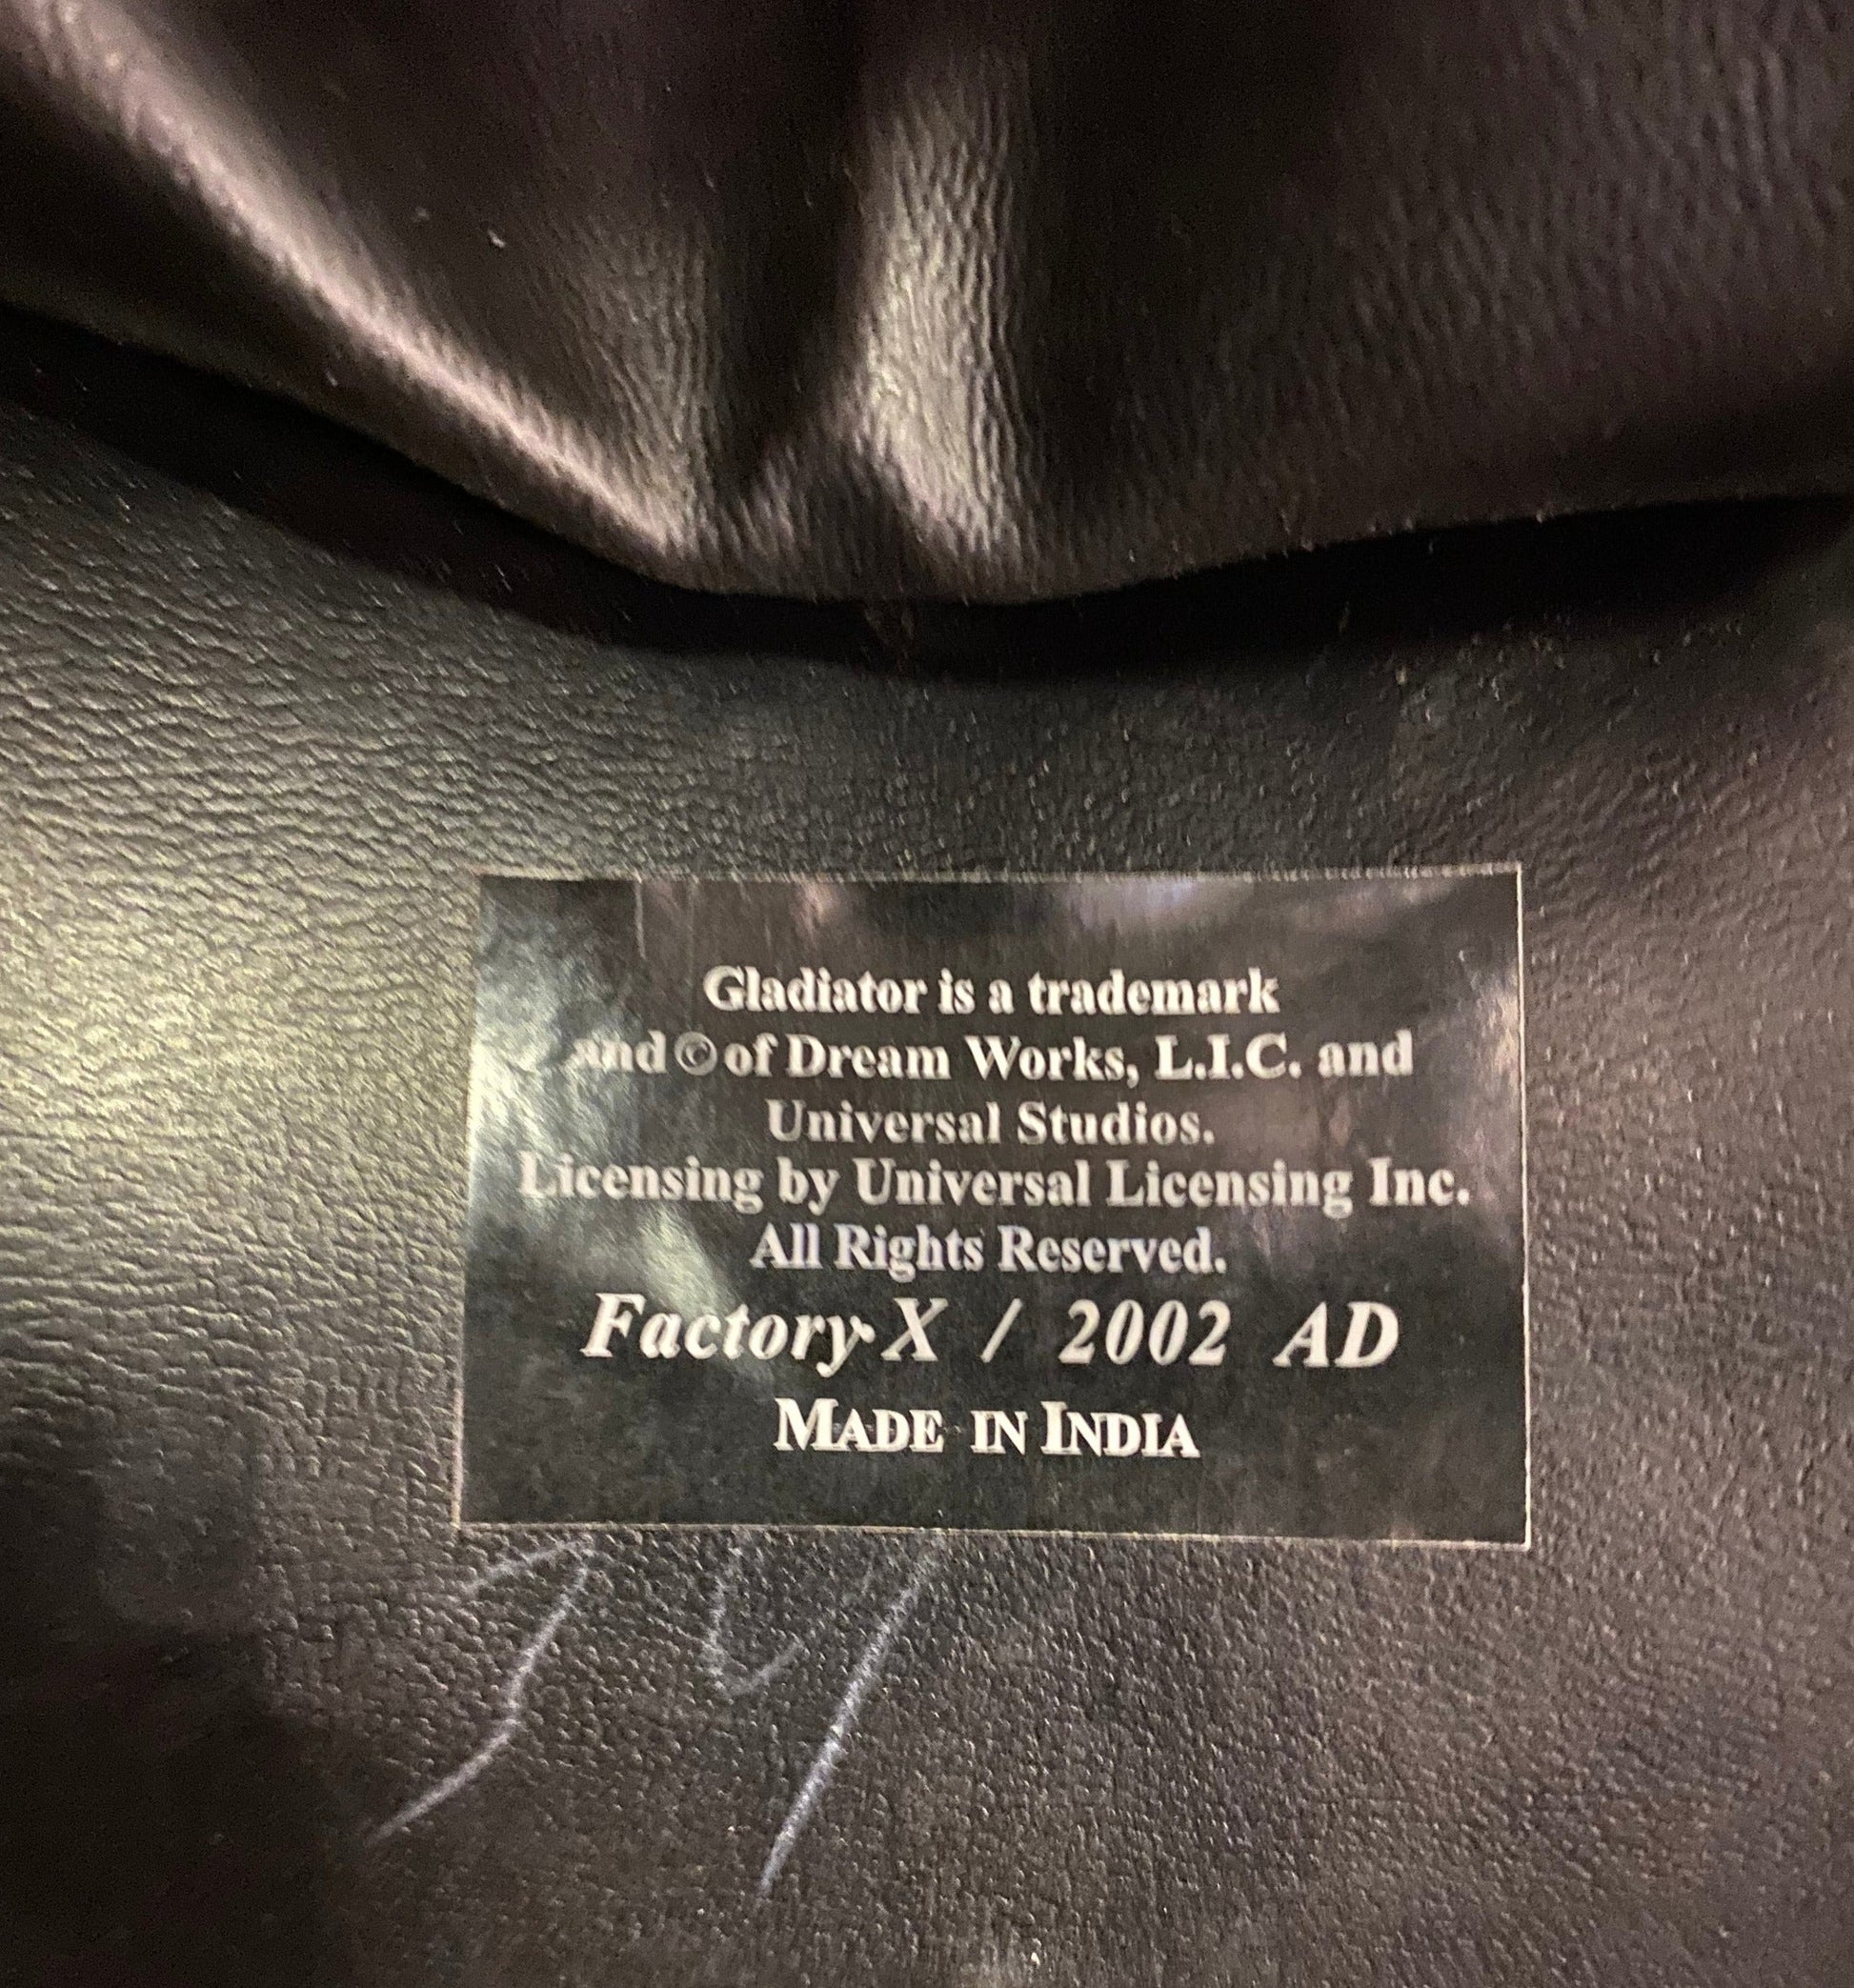 Gladiator is a trademark
and © of Dream Works, L.I.C. and
Universal Studios.
Licensing by Universal Licensing Inc.
All Rights Reserved.
Factory X / 2002 AD
MADE IN INDIA